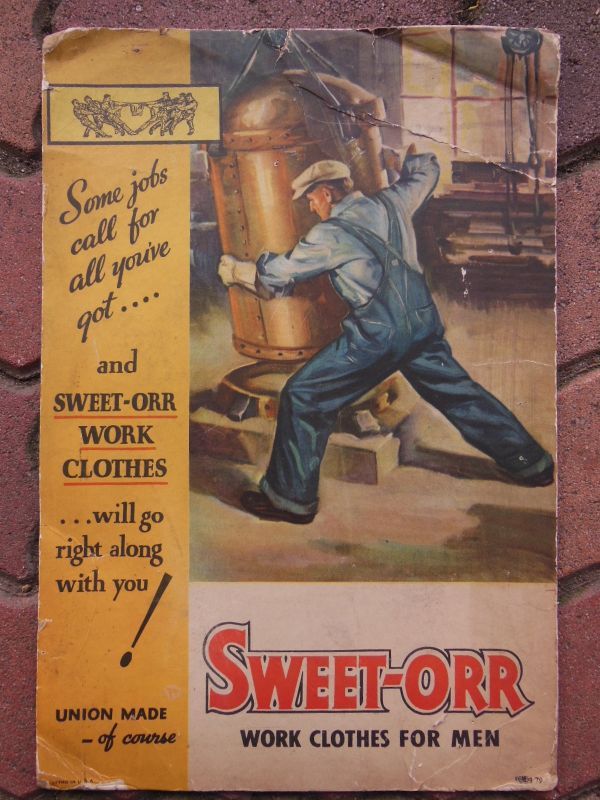 Some jobs
call for
all you've
got....
and
SWEET-ORR
WORK
CLOTHES
...will go
right along
with you!
UNION MADE
- of course
SWEET-ORR
WORK CLOTHES FOR MEN